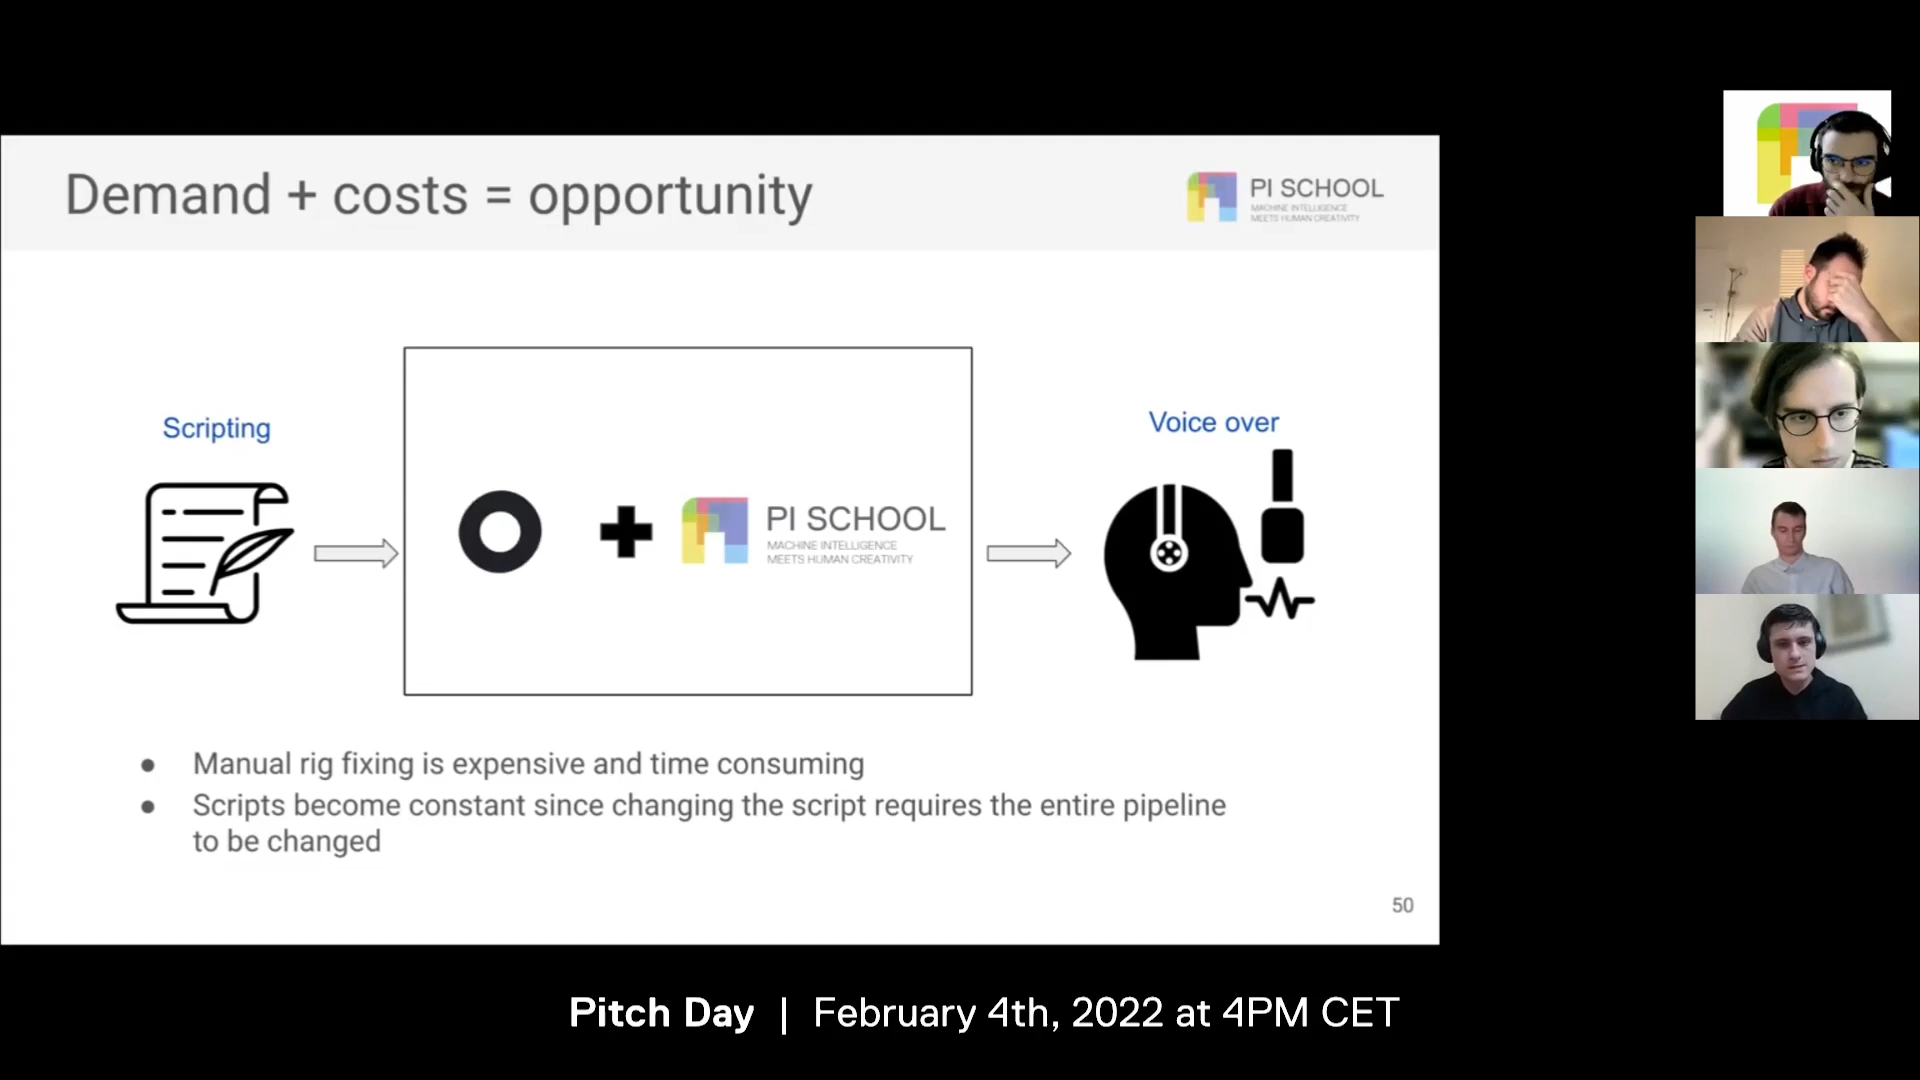 Demand + costs = opportunity
PI SCHOOL
MACHINE INTELLIGENCE
MEETS HUMAN CREATIVITY
Scripting
Voice over
PI SCHOOL
MACHINE INTELLIGENCE
MEETS HUMAN CREATIVITY
● Manual rig fixing is expensive and time consuming
● Scripts become constant since changing the script requires the entire pipeline
to be changed
50
Pitch Day | February 4th, 2022 at 4PM CET